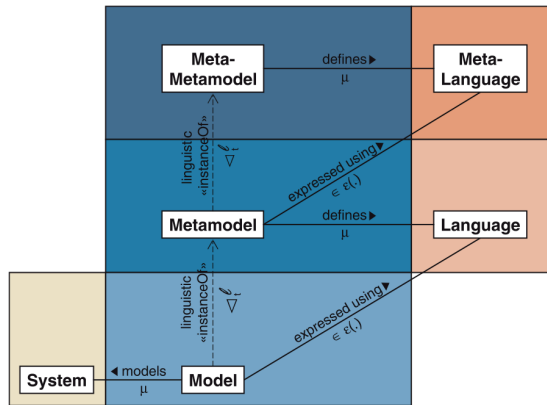 Meta-
Metamodel
defines ▶
μ
Meta-
Language
linguistic
«instanceOf»
expressed using ▶
∈ ε(,)
Metamodel
defines ▶
μ
Language
linguistic
«instanceOf»
expressed using ▶
∈ ε(,)
System
◀ models
μ
Model